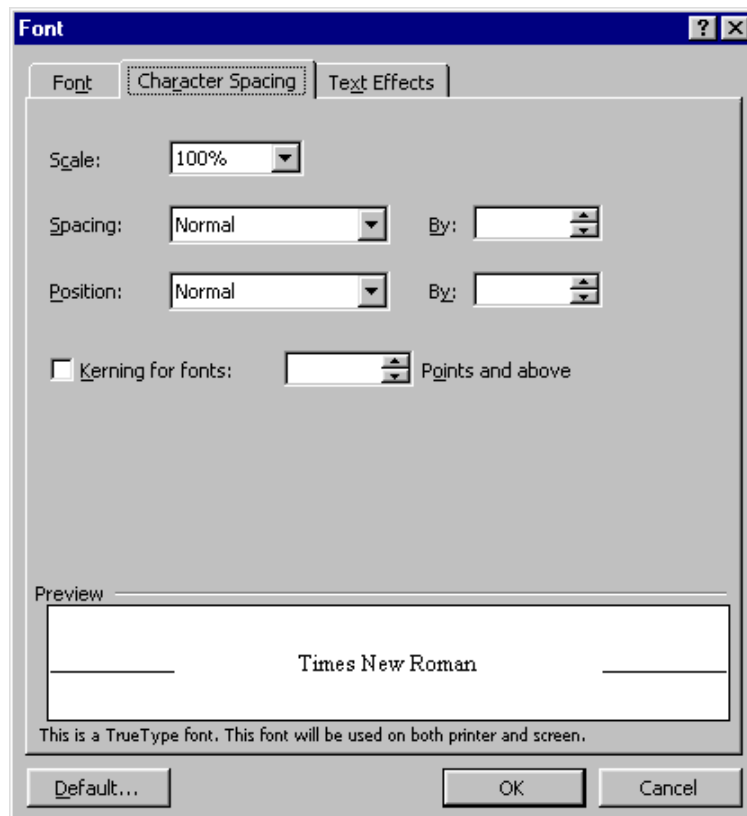 Font
Font Character Spacing Text Effects
Scale: 100%
Spacing: Normal By:
Position: Normal By:
Kerning for fonts: Points and above
Preview
Times New Roman
This is a TrueType font. This font will be used on both printer and screen.
Default... OK Cancel